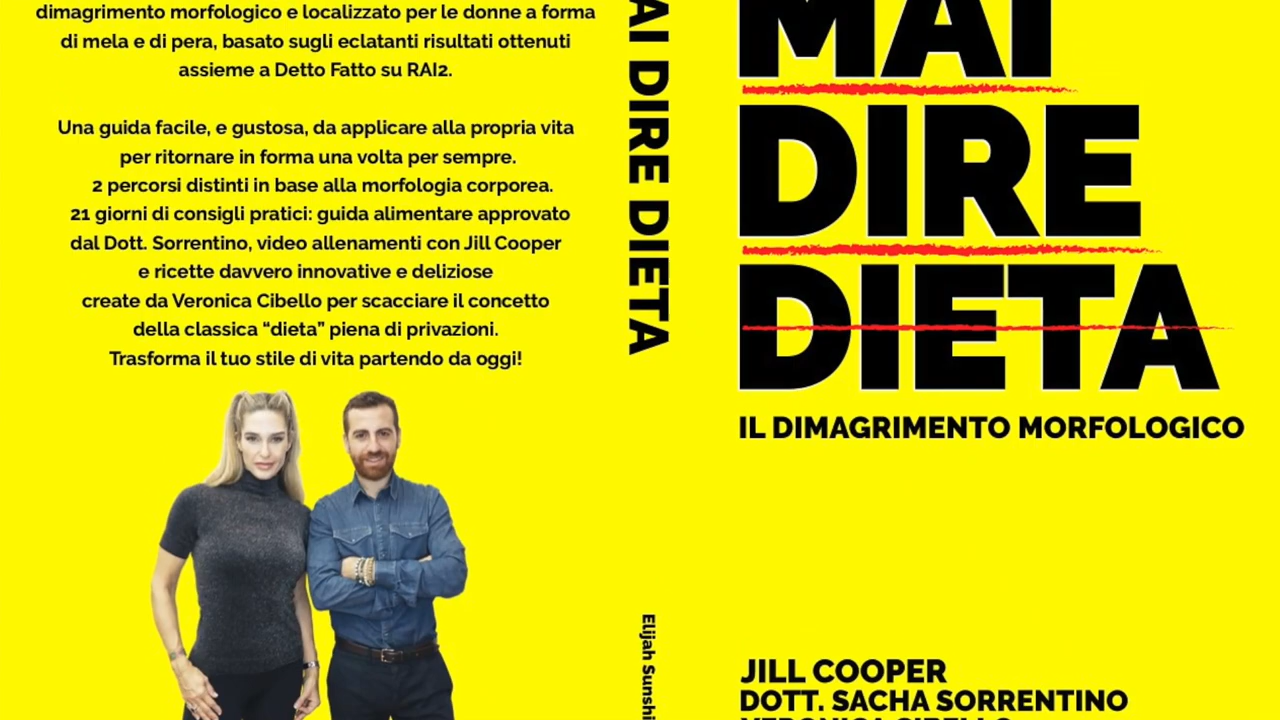 dimagrimento morfologico e localizzato per le donne a forma
di mela e di pera, basato sugli eclatanti risultati ottenuti
assieme a Detto Fatto su RAI2.
Una guida facile, e gustosa, da applicare alla propria vita
per ritornare in forma una volta per sempre.
2 percorsi distinti in base alla morfologia corporea.
21 giorni di consigli pratici: guida alimentare approvato
dal Dott. Sorrentino, video allenamenti con Jill Cooper
e ricette davvero innovative e deliziose
create da Veronica Cibello per scacciare il concetto
della classica “dieta” piena di privazioni.
Trasforma il tuo stile di vita partendo da oggi!
AI DIRE DIETA
Elijah Sunshi
MAI
DIRE
DIETA
IL DIMAGRIMENTO MORFOLOGICO
JILL COOPER
DOTT. SACHA SORRENTINO
VERONICA CIBELLO